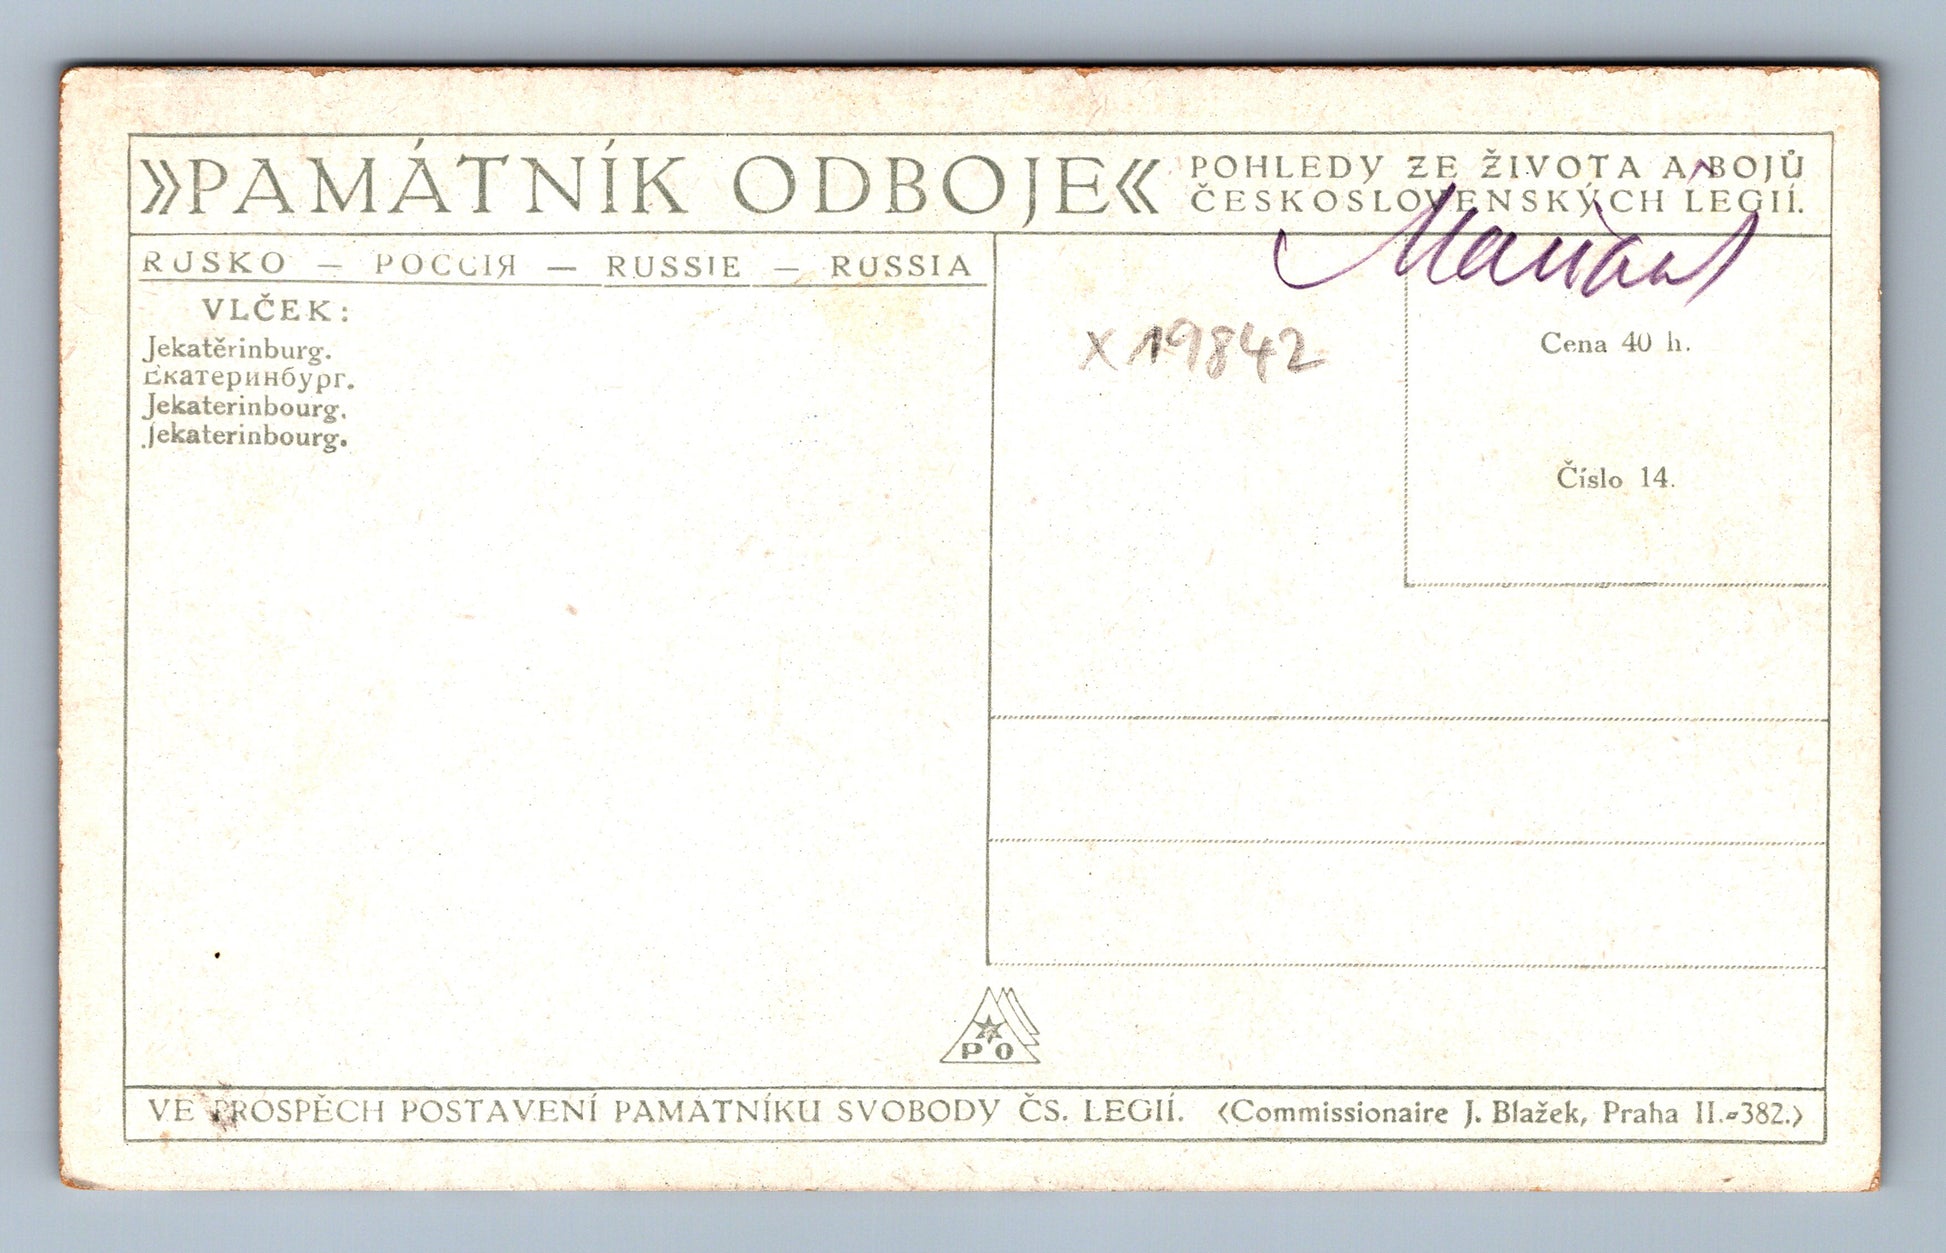 »PAMÁTNÍK ODBOJE«
POHLEDY ZE ŽIVOTA A BOJŮ
ČESKOSLOVENSKÝCH LEGIÍ.
RUSKO — РОССІЯ — RUSSIE — RUSSIA
VLČEK:
Jekatěrinburg.
Екатеринбург.
Jekaterinbourg.
Jekaterinbourg.
X 19842
Cena 40 h.
Číslo 14.
PO
VE PROSPĚCH POSTAVENÍ PAMÁTNÍKU SVOBODY ČS. LEGIÍ. <Commissionaire J. Blažek, Praha II.-382.>